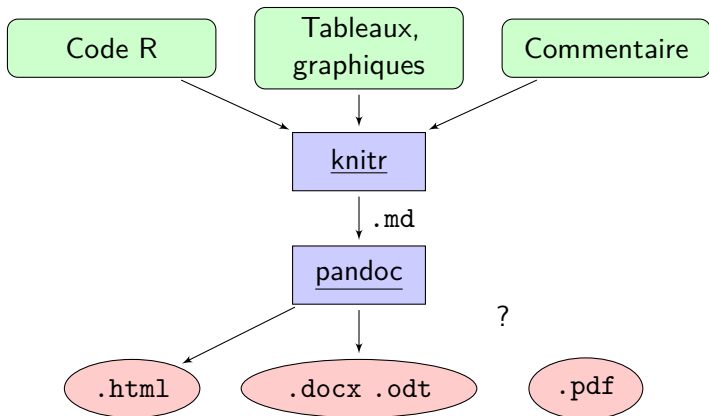 Code R
Tableaux,
graphiques
Commentaire
knitr
.md
pandoc
?
.html
.docx .odt
.pdf